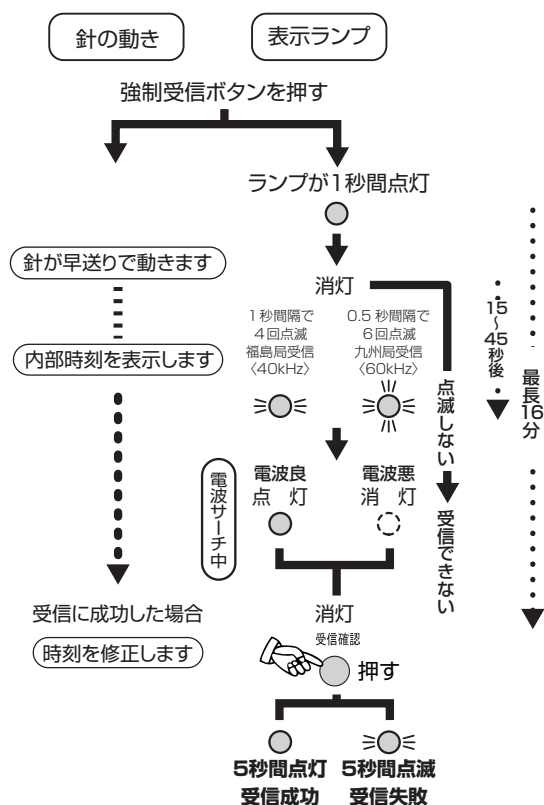 針の動き
表示ランプ
強制受信ボタンを押す
ランプが1秒間点灯
針が早送りで動きます
消灯
1秒間隔で
4回点滅
福島局受信
〈40kHz〉
0.5秒間隔で
6回点滅
九州局受信
〈60kHz〉
15〜45秒後
最長16分
内部時刻を表示します
点滅しない
受信できない
電波サーチ中
電波良
点 灯
電波悪
消 灯
受信に成功した場合
時刻を修正します
消灯
受信確認
押す
5秒間点灯
受信成功
5秒間点滅
受信失敗